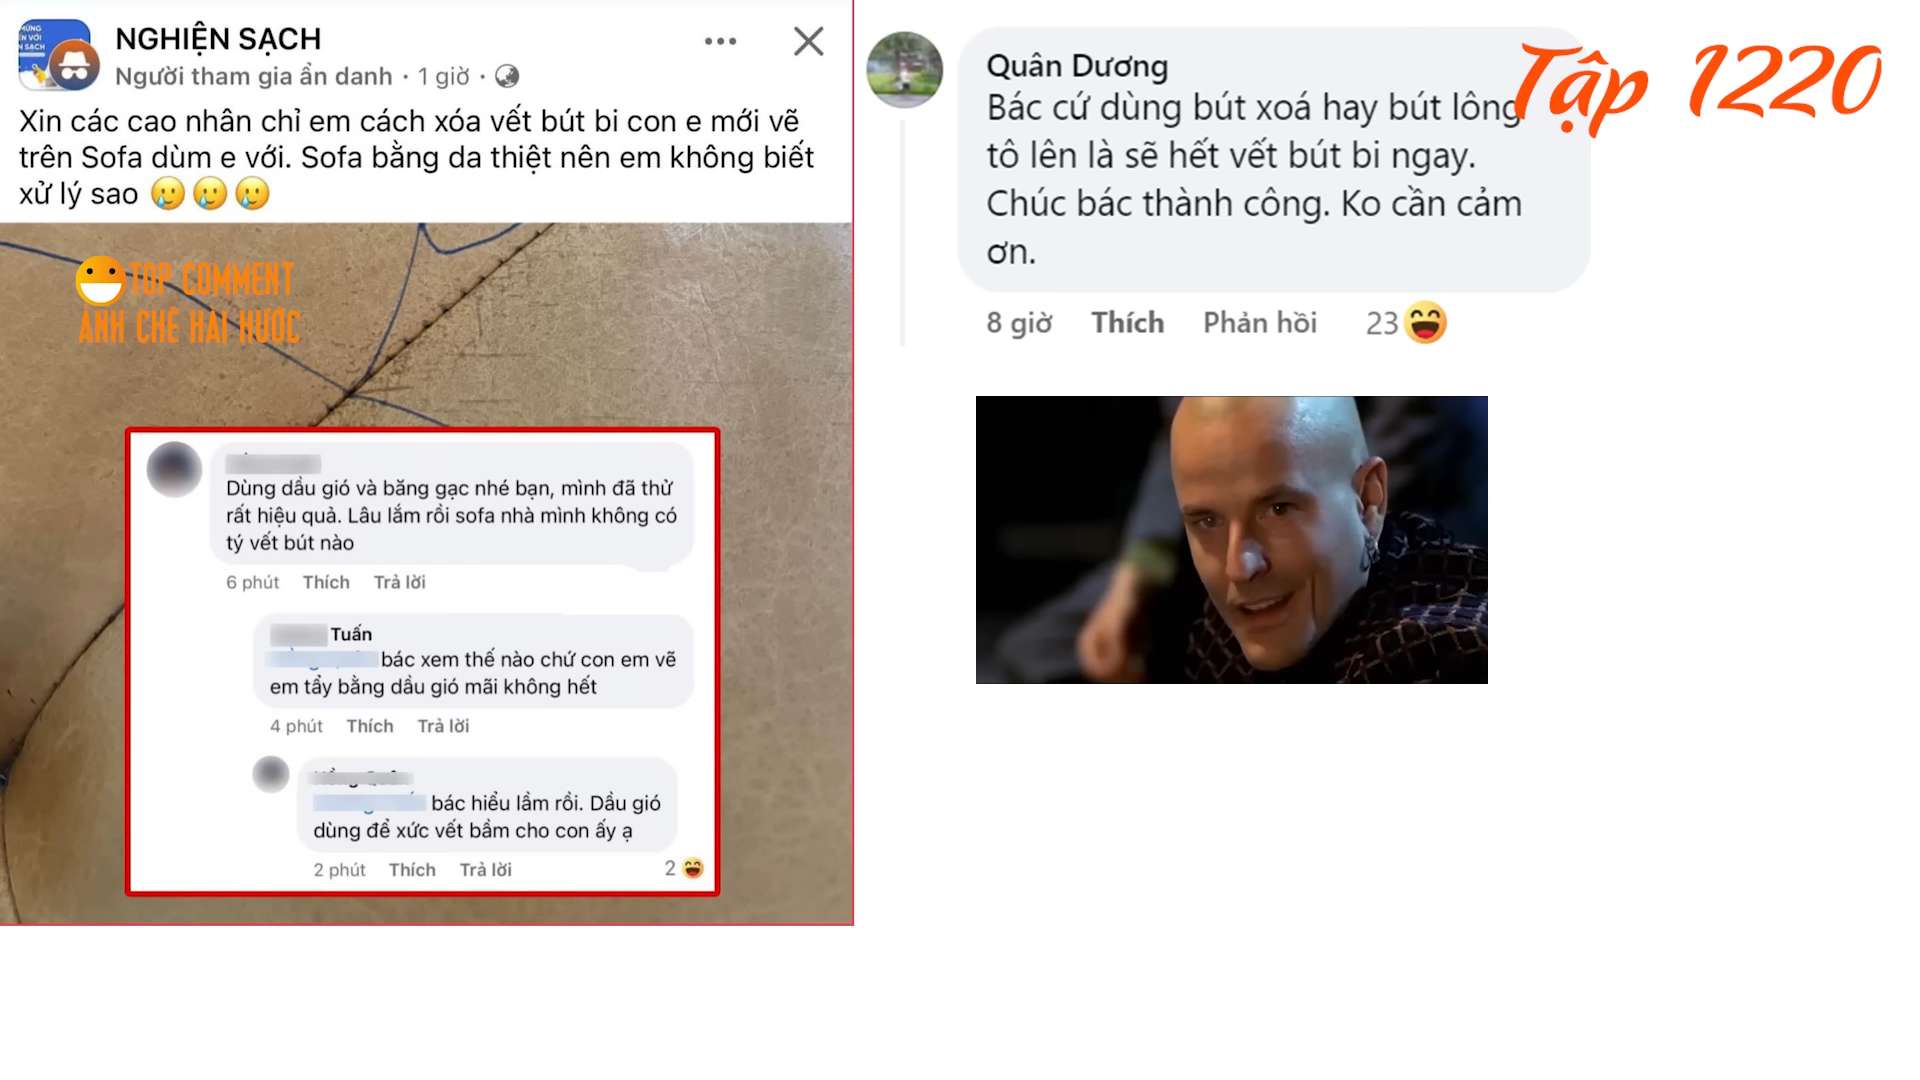 NGHIỆN SẠCH
Người tham gia ẩn danh · 1 giờ ·
Xin các cao nhân chỉ em cách xóa vết bút bi con e mới vẽ
trên Sofa dùm e với. Sofa bằng da thiệt nên em không biết
xử lý sao 🥲🥲🥲
TOP COMMENT
ẢNH CHẾ HÀI HƯỚC
Dùng dầu gió và băng gạc nhé bạn, mình đã thử
rất hiệu quả. Lâu lắm rồi sofa nhà mình không có
tý vết bút nào
6 phút Thích Trả lời
Tuấn
bác xem thế nào chứ con em vẽ
em tẩy bằng dầu gió mãi không hết
4 phút Thích Trả lời
bác hiểu lầm rồi. Dầu gió
dùng để xức vết bầm cho con ấy ạ
2 phút Thích Trả lời 2 😆
Quân Dương
Bác cứ dùng bút xoá hay bút lông
tô lên là sẽ hết vết bút bi ngay.
Chúc bác thành công. Ko cần cảm
ơn.
8 giờ Thích Phản hồi 23 😆
Tập 1220